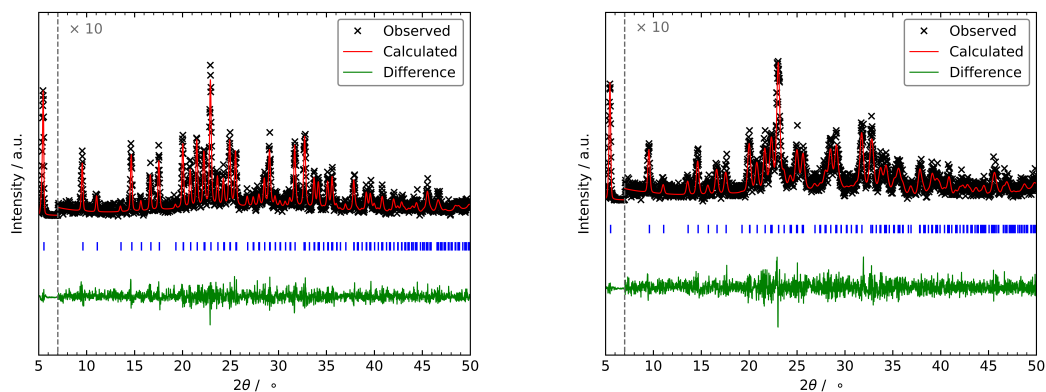 × 10
Observed
Calculated
Difference
Intensity / a.u.
5 10 15 20 25 30 35 40 45 50
2θ / °
× 10
Observed
Calculated
Difference
Intensity / a.u.
5 10 15 20 25 30 35 40 45 50
2θ / °